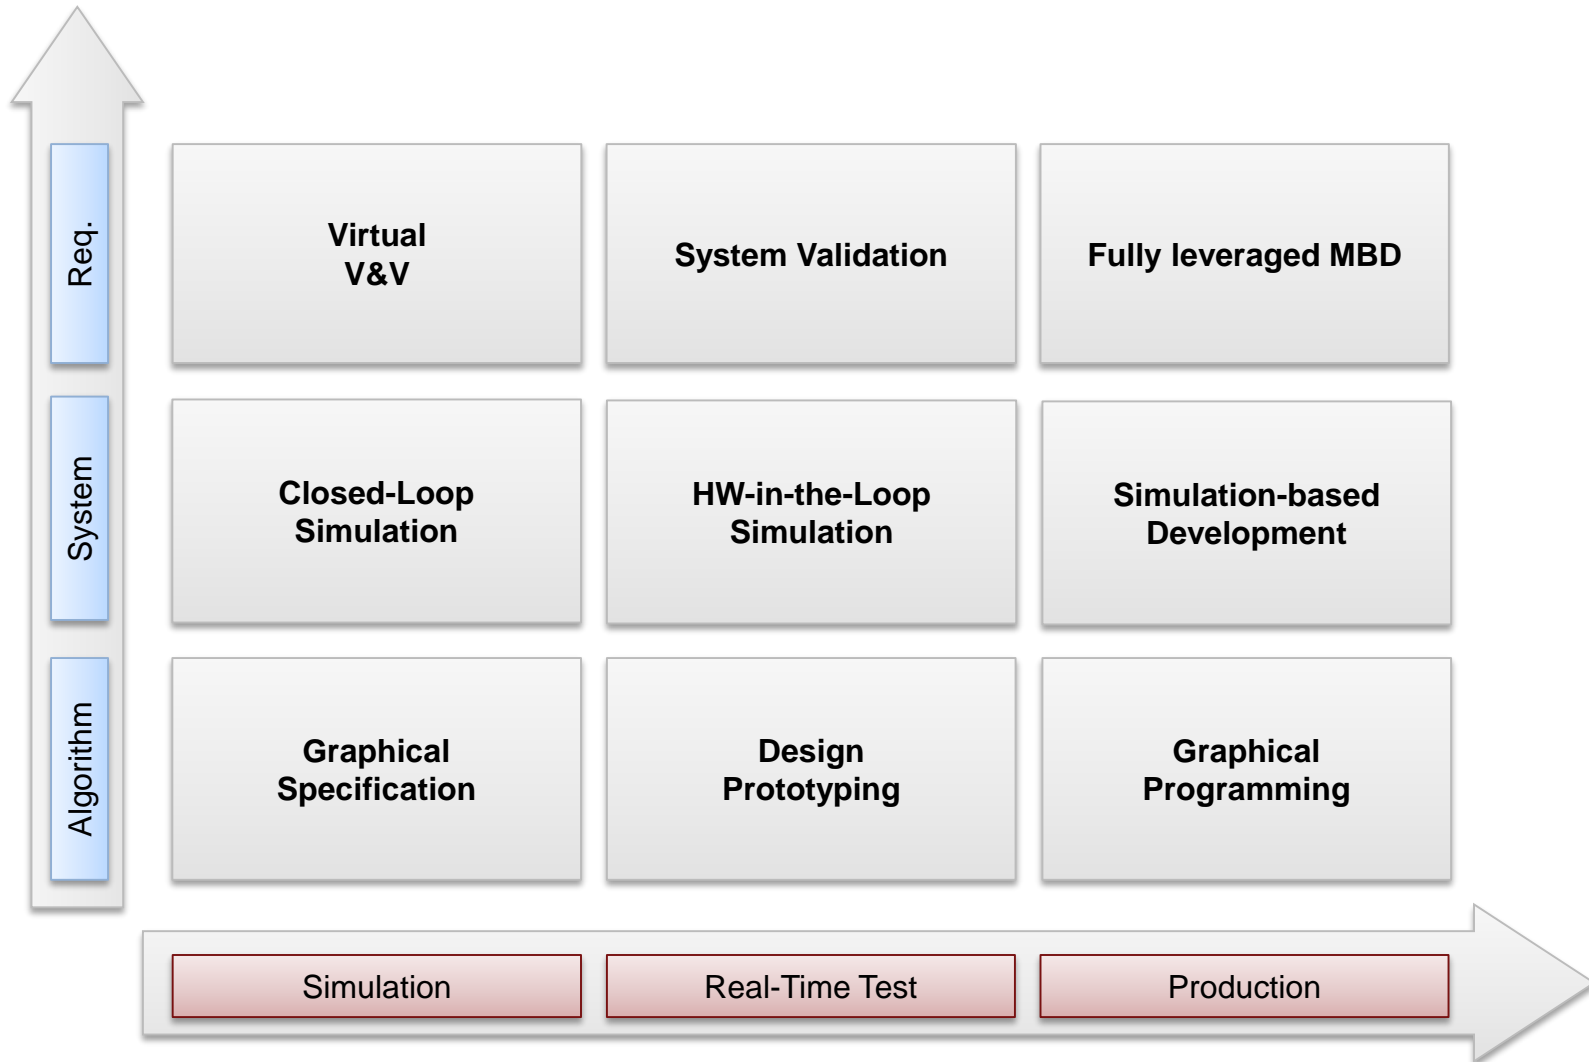 Req.
Virtual
V&V
System Validation
Fully leveraged MBD
System
Closed-Loop
Simulation
HW-in-the-Loop
Simulation
Simulation-based
Development
Algorithm
Graphical
Specification
Design
Prototyping
Graphical
Programming
Simulation
Real-Time Test
Production